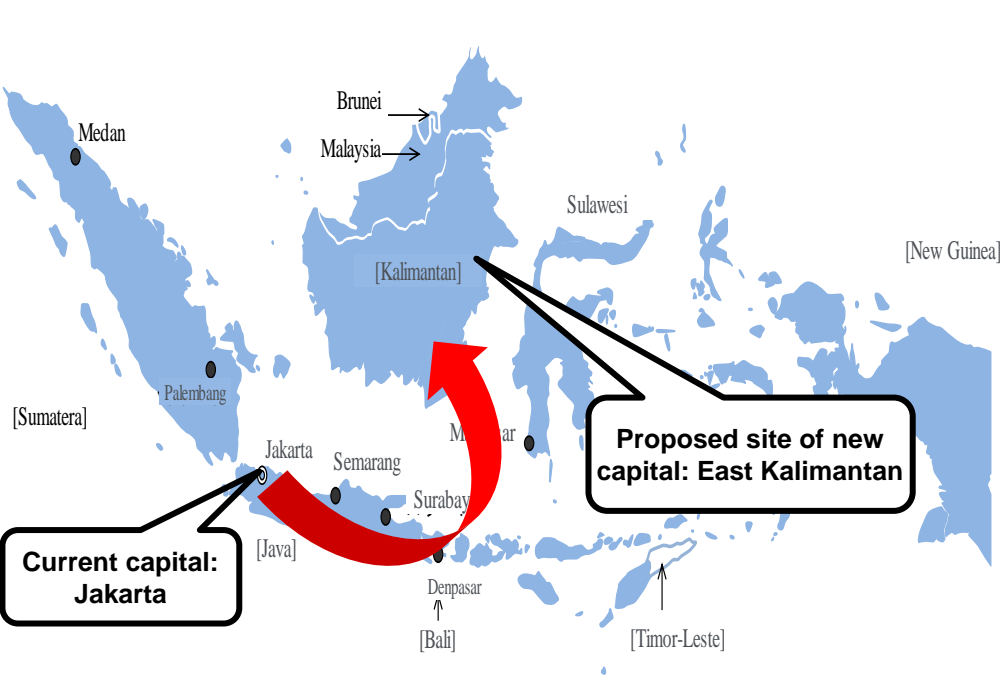 Brunei
Medan
Malaysia
Sulawesi
[New Guinea]
[Kalimantan]
Palembang
[Sumatera]
Proposed site of new
capital: East Kalimantan
Jakarta
Semarang
Surabay
[Java]
Current capital:
Jakarta
Denpasar
[Bali]
[Timor-Leste]